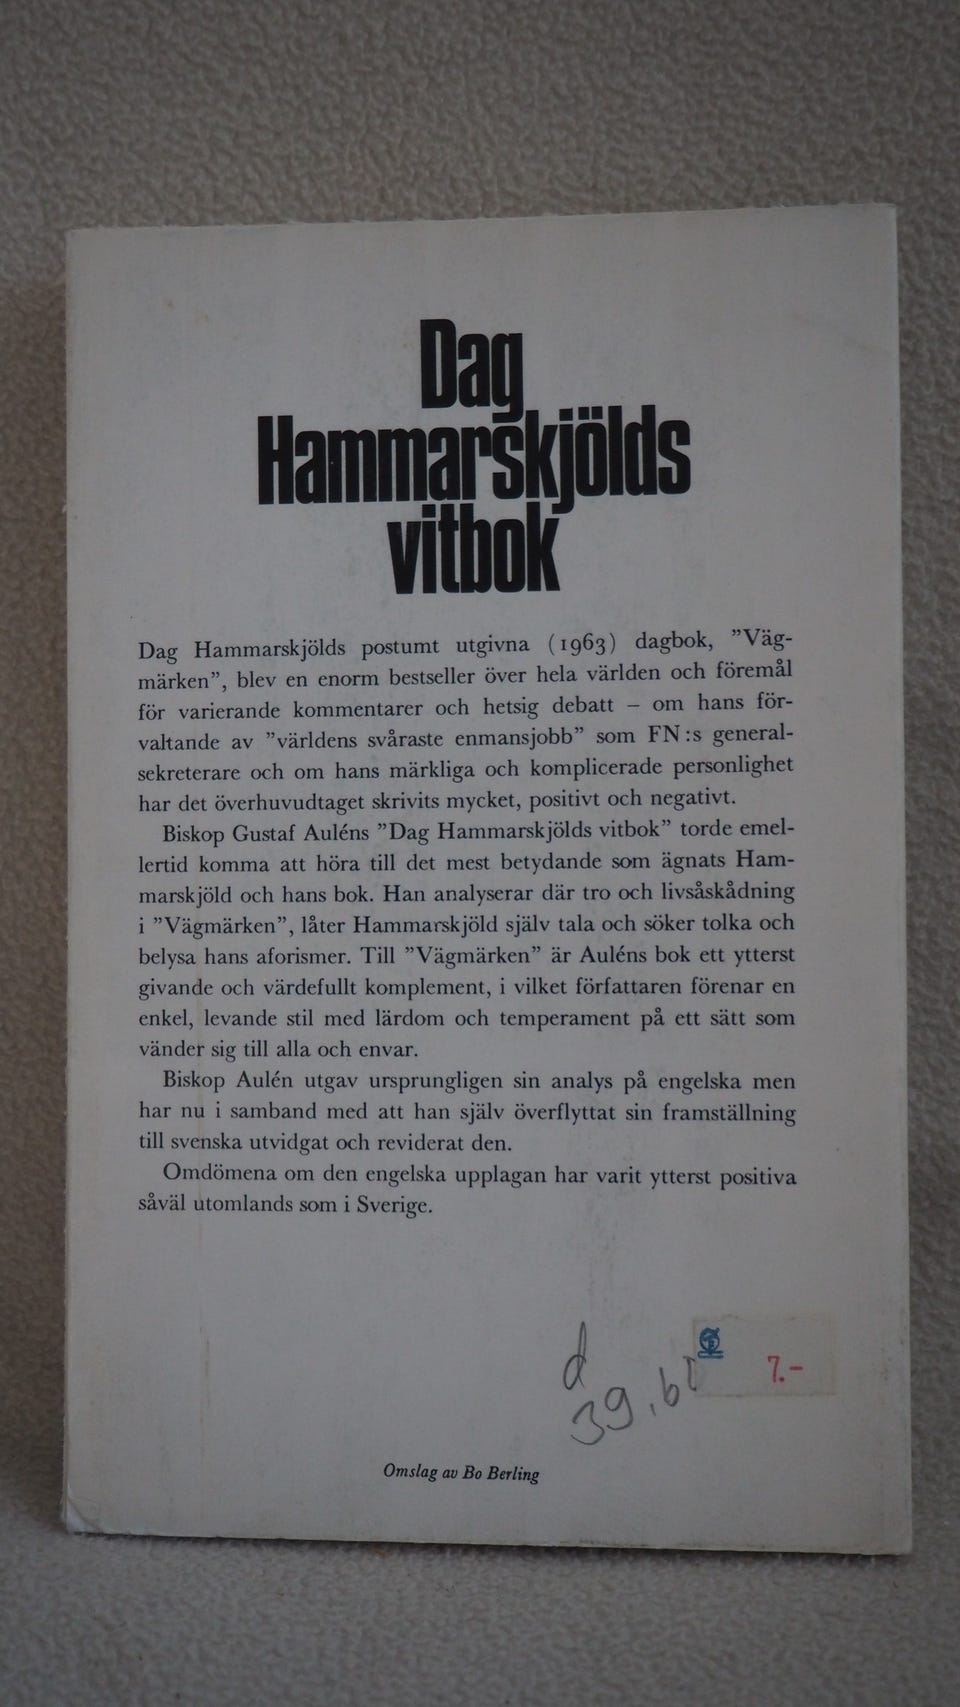 Dag
Hammarskjölds
vitbok
Dag Hammarskjölds postumt utgivna (1963) dagbok, ”Väg-
märken”, blev en enorm bestseller över hela världen och föremål
för varierande kommentarer och hetsig debatt – om hans för-
valtande av ”världens svåraste enmansjobb” som FN:s general-
sekreterare och om hans märkliga och komplicerade personlighet
har det överhuvudtaget skrivits mycket, positivt och negativt.
Biskop Gustaf Auléns ”Dag Hammarskjölds vitbok” torde emel-
lertid komma att höra till det mest betydande som ägnats Ham-
marskjöld och hans bok. Han analyserar där tro och livsåskådning
i ”Vägmärken”, låter Hammarskjöld själv tala och söker tolka och
belysa hans aforismer. Till ”Vägmärken” är Auléns bok ett ytterst
givande och värdefullt komplement, i vilket författaren förenar en
enkel, levande stil med lärdom och temperament på ett sätt som
vänder sig till alla och envar.
Biskop Aulén utgav ursprungligen sin analys på engelska men
har nu i samband med att han själv överflyttat sin framställning
till svenska utvidgat och reviderat den.
Omdömena om den engelska upplagan har varit ytterst positiva
såväl utomlands som i Sverige.
d
7.–
Omslag av Bo Berling